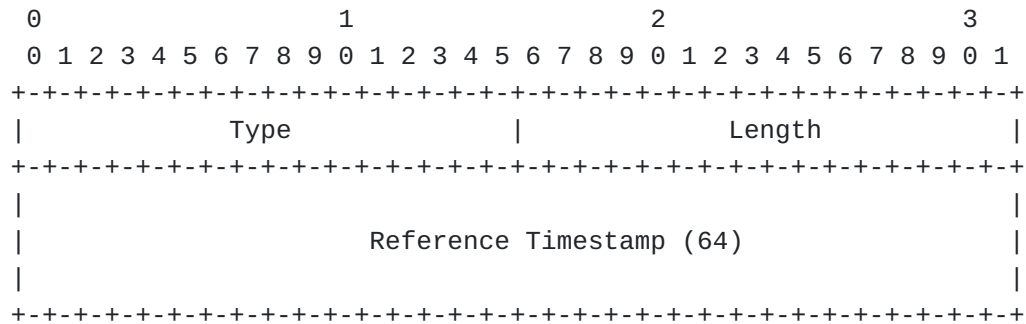 0                   1                   2                   3
 0 1 2 3 4 5 6 7 8 9 0 1 2 3 4 5 6 7 8 9 0 1 2 3 4 5 6 7 8 9 0 1
+-+-+-+-+-+-+-+-+-+-+-+-+-+-+-+-+-+-+-+-+-+-+-+-+-+-+-+-+-+-+-+-+
|             Type              |             Length            |
+-+-+-+-+-+-+-+-+-+-+-+-+-+-+-+-+-+-+-+-+-+-+-+-+-+-+-+-+-+-+-+-+
|                                                               |
|                      Reference Timestamp (64)                 |
|                                                               |
+-+-+-+-+-+-+-+-+-+-+-+-+-+-+-+-+-+-+-+-+-+-+-+-+-+-+-+-+-+-+-+-+